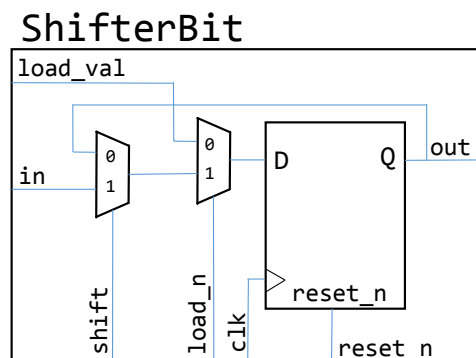 ShifterBit
load_val
0
1
in
0
1
D
Q
out
shift
load_n
clk
reset_n
reset_n